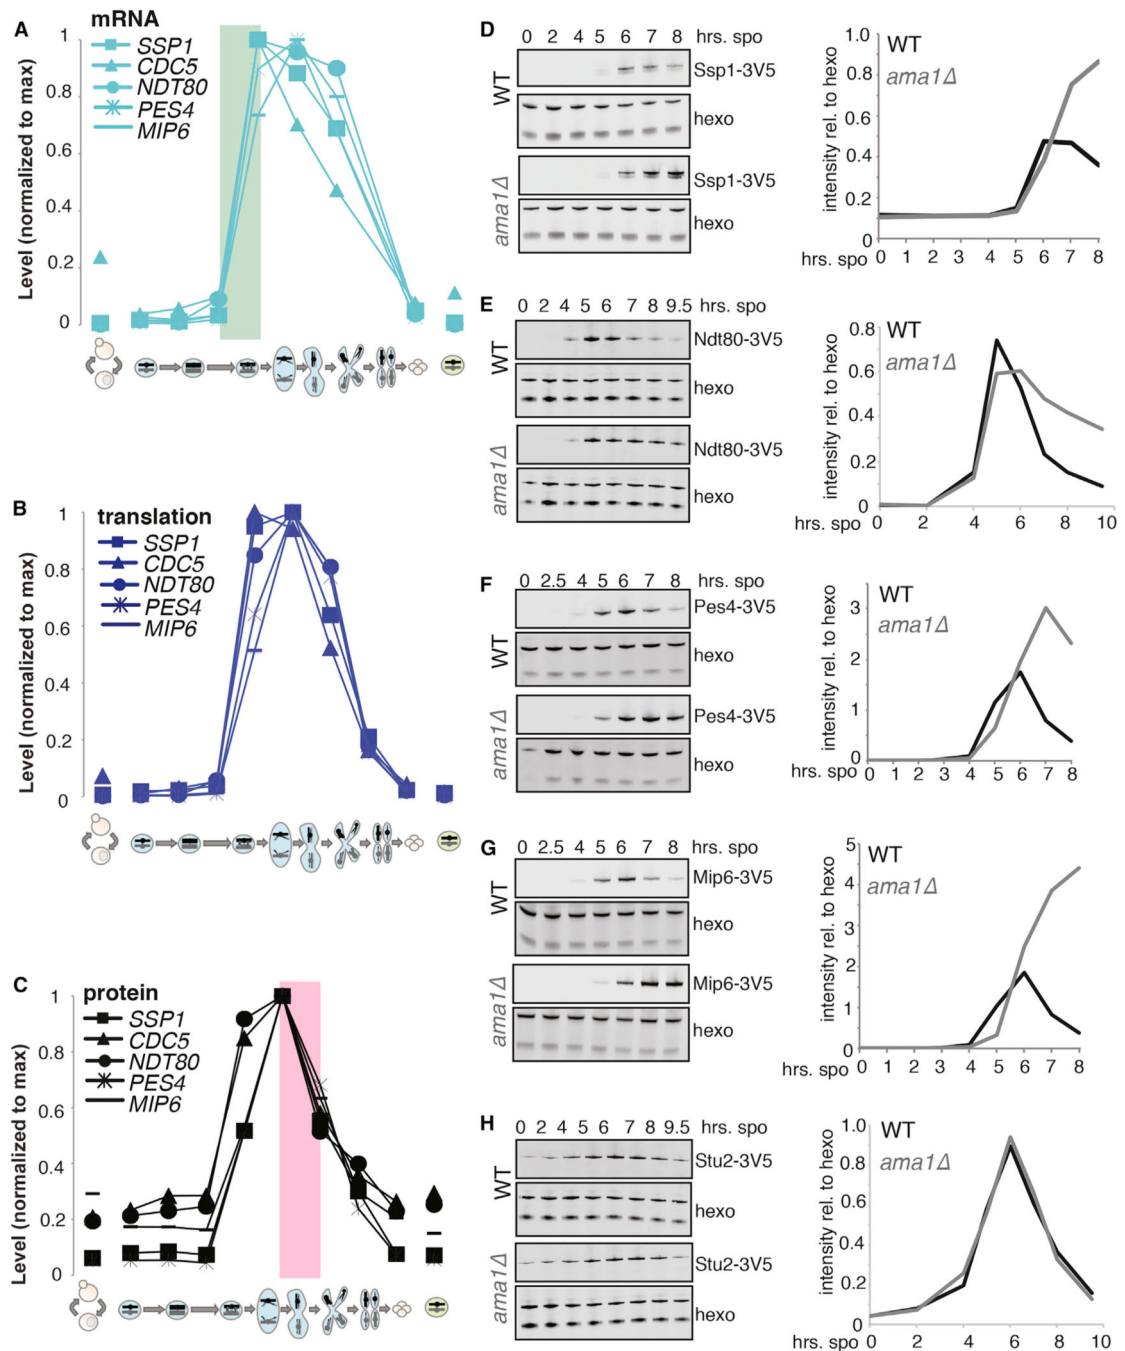 A
mRNA
SSP1
CDC5
NDT80
PES4
MIP6
Level (normalized to max)
1
0.8
0.6
0.4
0.2
0
B
translation
SSP1
CDC5
NDT80
PES4
MIP6
Level (normalized to max)
1
0.8
0.6
0.4
0.2
0
C
protein
SSP1
CDC5
NDT80
PES4
MIP6
Level (normalized to max)
1
0.8
0.6
0.4
0.2
0
D
0 2 4 5 6 7 8 hrs. spo
WT
Ssp1-3V5
hexo
ama1Δ
Ssp1-3V5
hexo
WT
ama1Δ
intensity rel. to hexo
1.0
0.8
0.6
0.4
0.2
0
hrs. spo 0 1 2 3 4 5 6 7 8
E
0 2 4 5 6 7 8 9.5 hrs. spo
WT
Ndt80-3V5
hexo
ama1Δ
Ndt80-3V5
hexo
WT
ama1Δ
intensity rel. to hexo
0.8
0.6
0.4
0.2
0
hrs. spo 0 2 4 6 8 10
F
0 2.5 4 5 6 7 8 hrs. spo
WT
Pes4-3V5
hexo
ama1Δ
Pes4-3V5
hexo
WT
ama1Δ
intensity rel. to hexo
3
2
1
0
hrs. spo 0 1 2 3 4 5 6 7 8
G
0 2.5 4 5 6 7 8 hrs. spo
WT
Mip6-3V5
hexo
ama1Δ
Mip6-3V5
hexo
WT
ama1Δ
intensity rel. to hexo
5
4
3
2
1
0
hrs. spo 0 1 2 3 4 5 6 7 8
H
0 2 4 5 6 7 8 9.5 hrs. spo
WT
Stu2-3V5
hexo
ama1Δ
Stu2-3V5
hexo
WT
ama1Δ
intensity rel. to hexo
1.0
0.8
0.6
0.4
0.2
0
hrs. spo 0 2 4 6 8 10